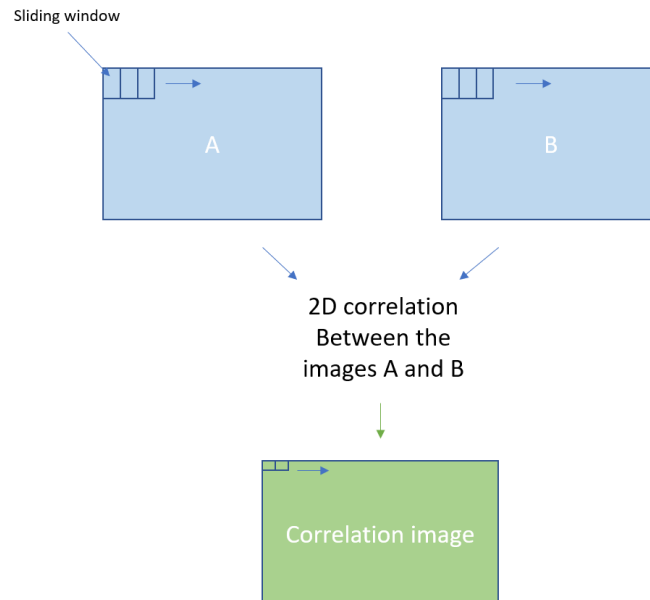 Sliding window
A
B
2D correlation
Between the
images A and B
Correlation image